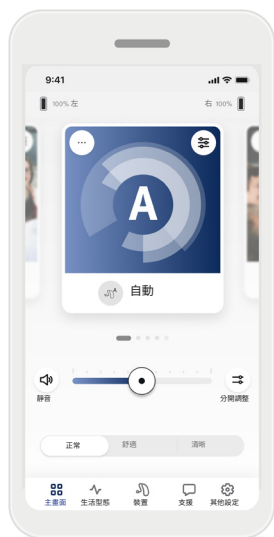 9:41
100% 左
右 100%
A
A
自動
靜音
分開調整
正常
舒適
清晰
主畫面
生活型態
裝置
支援
其他設定